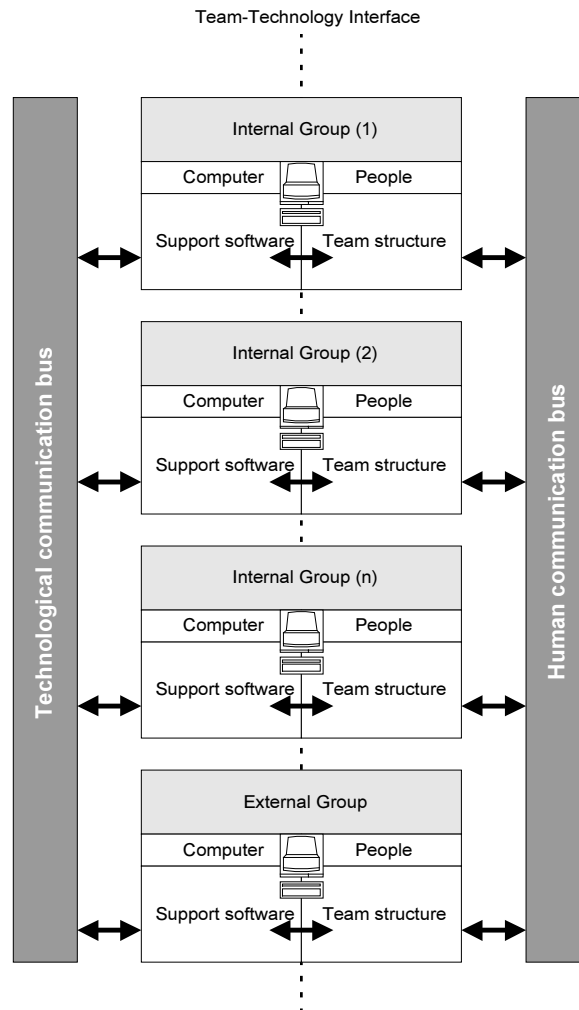 Team-Technology Interface
Technological communication bus
Human communication bus
Internal Group (1)
Computer People
Support software Team structure
Internal Group (2)
Computer People
Support software Team structure
Internal Group (n)
Computer People
Support software Team structure
External Group
Computer People
Support software Team structure